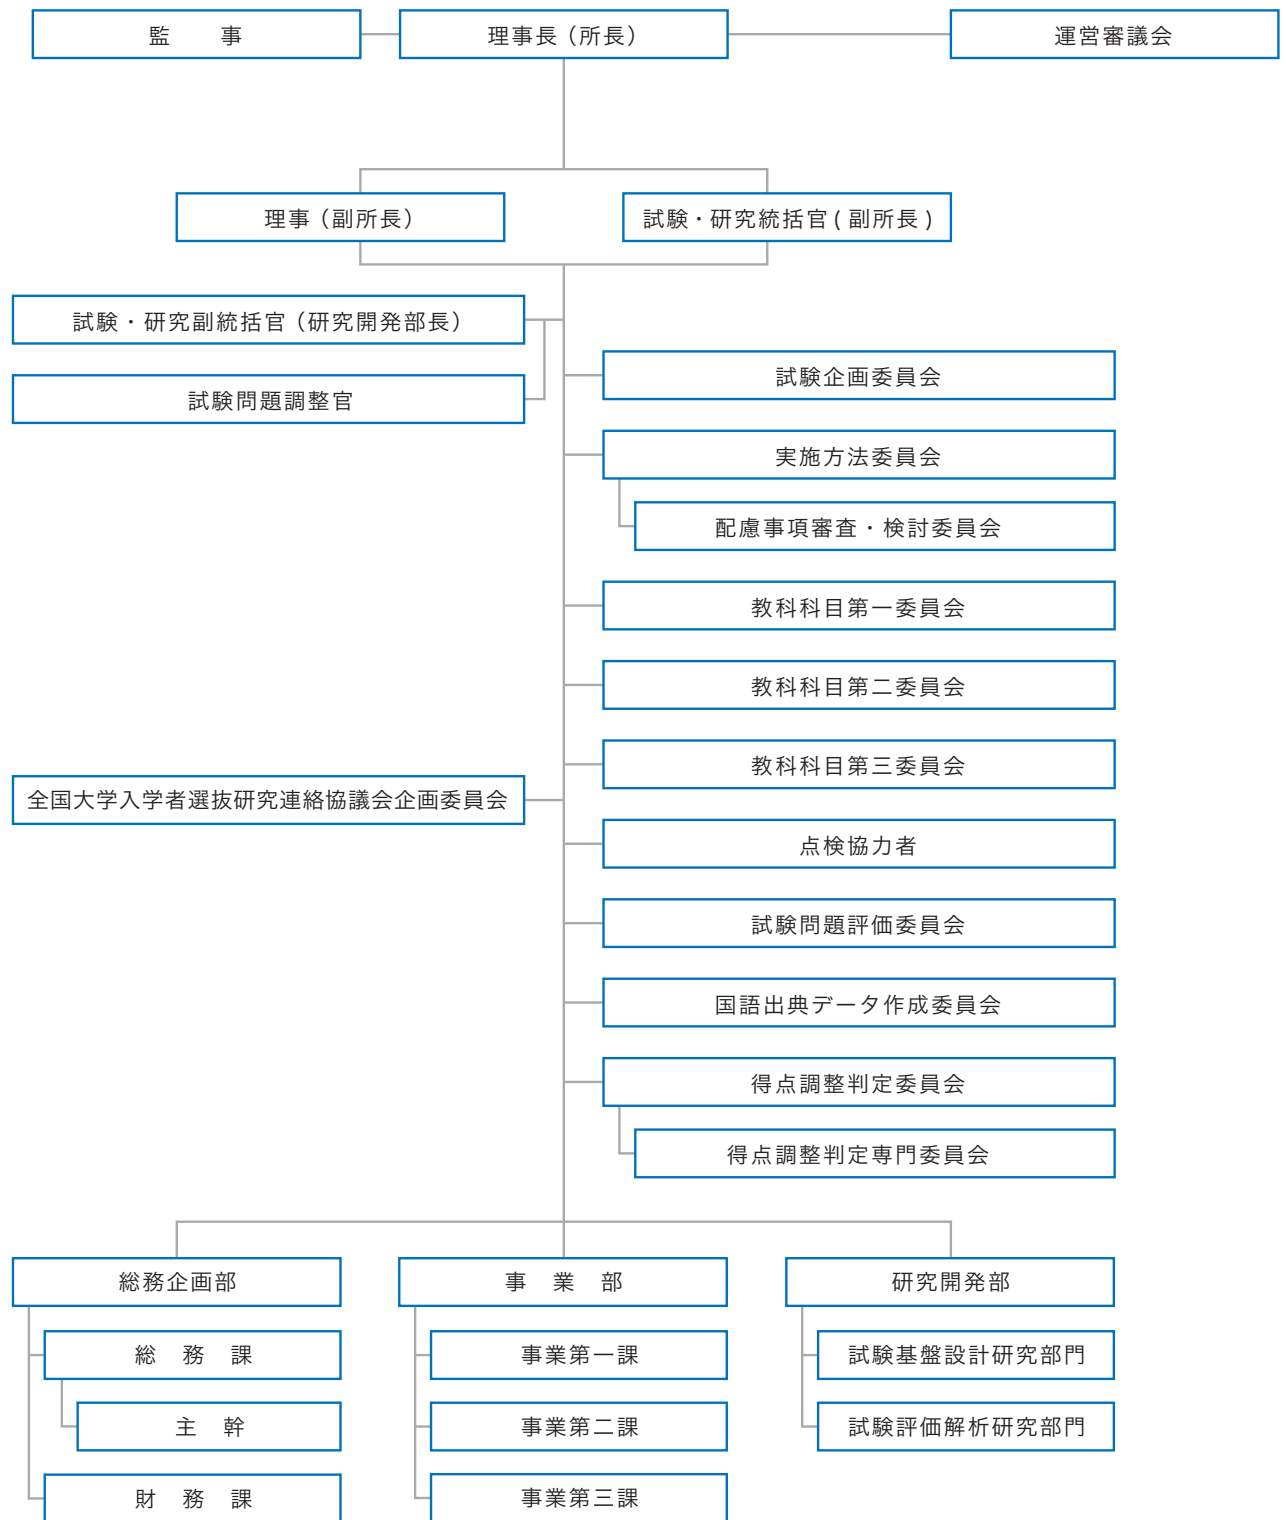 監　　事
理事長（所長）
運営審議会
理事（副所長）
試験・研究統括官(副所長)
試験・研究副統括官（研究開発部長）
試験問題調整官
試験企画委員会
実施方法委員会
配慮事項審査・検討委員会
教科科目第一委員会
教科科目第二委員会
教科科目第三委員会
全国大学入学者選抜研究連絡協議会企画委員会
点検協力者
試験問題評価委員会
国語出典データ作成委員会
得点調整判定委員会
得点調整判定専門委員会
総務企画部
総　務　課
主　幹
財　務　課
事　業　部
事業第一課
事業第二課
事業第三課
研究開発部
試験基盤設計研究部門
試験評価解析研究部門